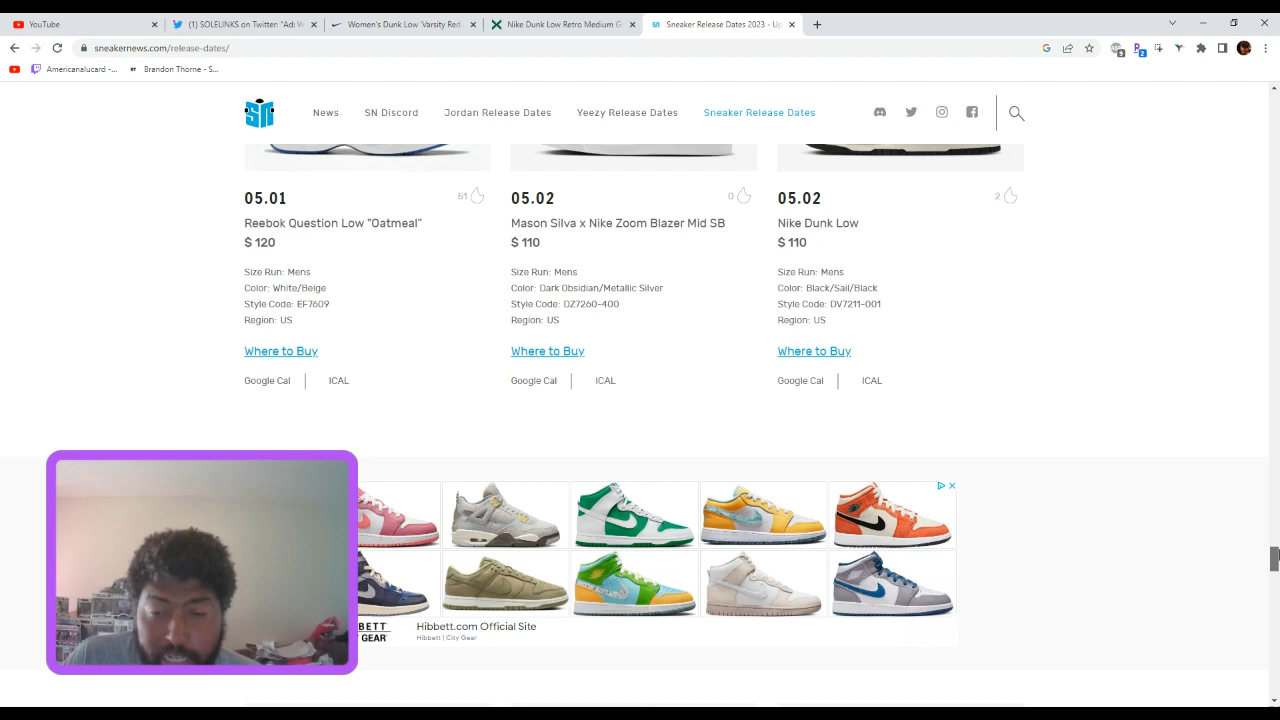 YouTube
(1) SOLELINKS on Twitter: "Ad: W
Women's Dunk Low 'Varsity Red
Nike Dunk Low Retro Medium G
Sneaker Release Dates 2023 - Up
sneakernews.com/release-dates/
Americanalucard -...
Brandon Thorne - S...
SN
News
SN Discord
Jordan Release Dates
Yeezy Release Dates
Sneaker Release Dates
05.01
51
05.02
0
05.02
2
Reebok Question Low "Oatmeal"
Mason Silva x Nike Zoom Blazer Mid SB
Nike Dunk Low
$ 120
$ 110
$ 110
Size Run: Mens
Size Run: Mens
Size Run: Mens
Color: White/Beige
Color: Dark Obsidian/Metallic Silver
Color: Black/Sail/Black
Style Code: EF7609
Style Code: DZ7260-400
Style Code: DV7211-001
Region: US
Region: US
Region: US
Where to Buy
Where to Buy
Where to Buy
Google Cal
ICAL
Google Cal
ICAL
Google Cal
ICAL
BETT
GEAR
Hibbett.com Official Site
Hibbett | City Gear